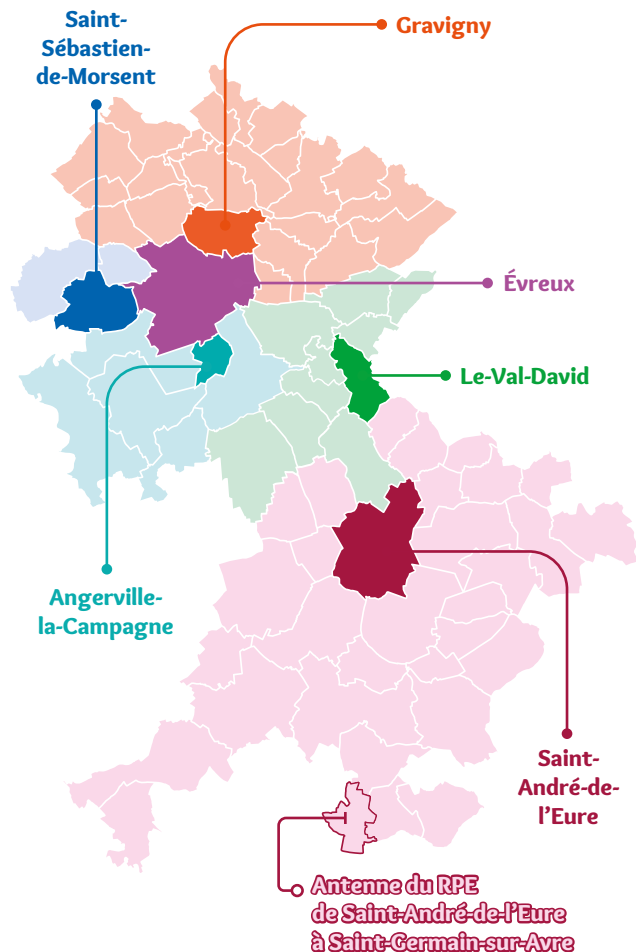 Saint-
Sébastien-
de-Morsent
Gravigny
Évreux
Le-Val-David
Angerville-
la-Campagne
Saint-
André-de-
l'Eure
Antenne du RPE
de Saint-André-de-l'Eure
à Saint-Germain-sur-Avre